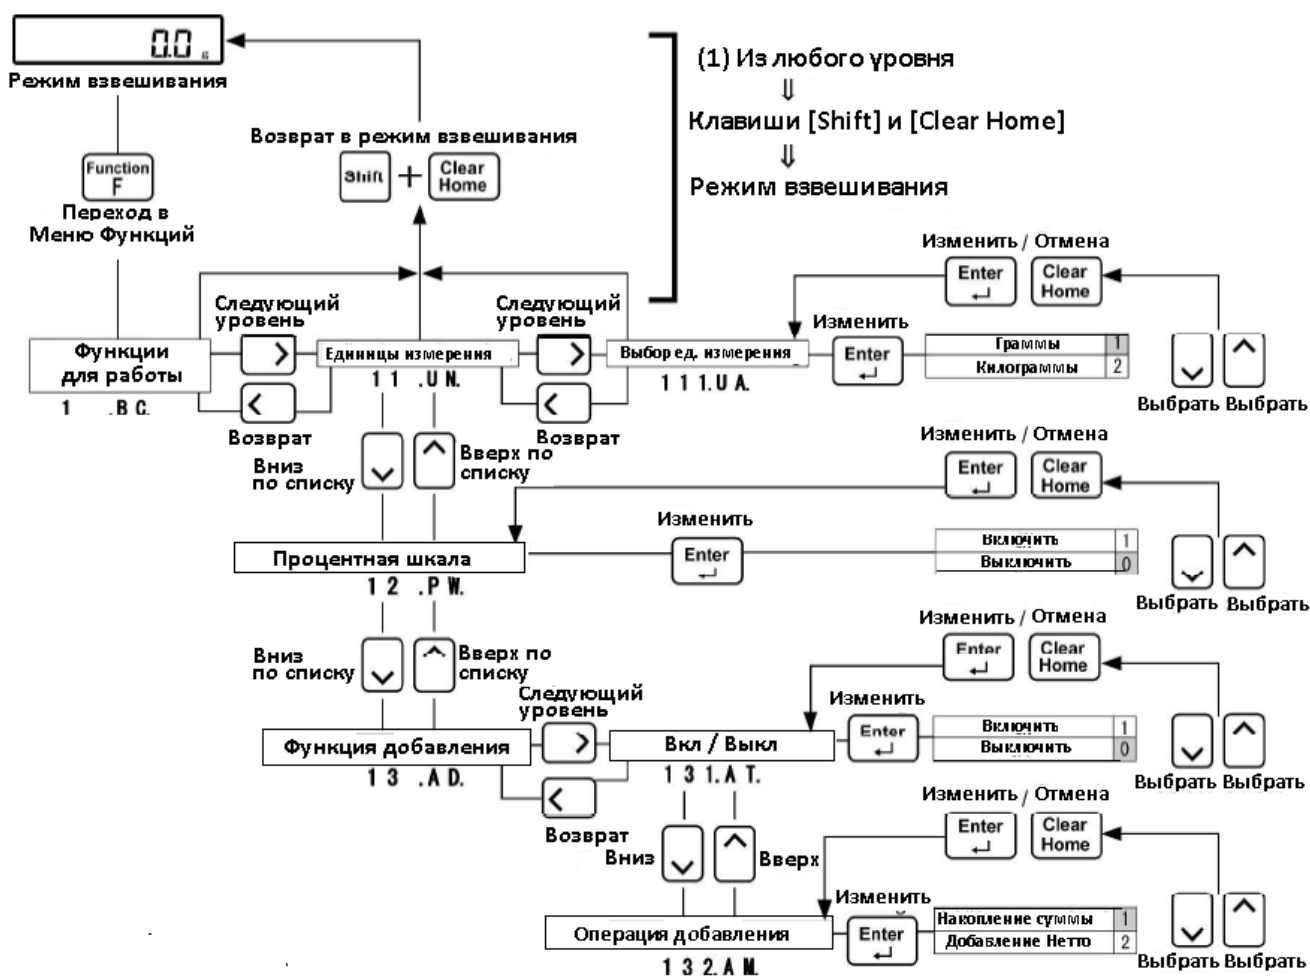 0.0 g
Режим взвешивания
(1) Из любого уровня
⇓
Клавиши [Shift] и [Clear Home]
⇓
Режим взвешивания
Возврат в режим взвешивания
Shift + Clear Home
Function F
Переход в
Меню Функций
Следующий
уровень
Следующий
уровень
Изменить / Отмена
Enter
Clear Home
Функции
для работы
1 .B C.
Возврат
Единицы измерения
1 1 .U N.
Возврат
Выбор ед. измерения
1 1 1.U A.
Изменить
Enter
Граммы 1
Килограммы 2
Выбрать Выбрать
Вниз
по списку
Вверх по
списку
Изменить / Отмена
Enter
Clear Home
Процентная шкала
1 2 .P W.
Изменить
Enter
Включить 1
Выключить 0
Выбрать Выбрать
Вниз
по списку
Вверх по
списку
Следующий
уровень
Изменить / Отмена
Enter
Clear Home
Функция добавления
1 3 .A D.
Возврат
Вкл / Выкл
1 3 1.A T.
Изменить
Enter
Включить 1
Выключить 0
Выбрать Выбрать
Вниз
Вверх
Изменить / Отмена
Enter
Clear Home
Операция добавления
1 3 2.A M.
Изменить
Enter
Накопление суммы 1
Добавление Нетто 2
Выбрать Выбрать